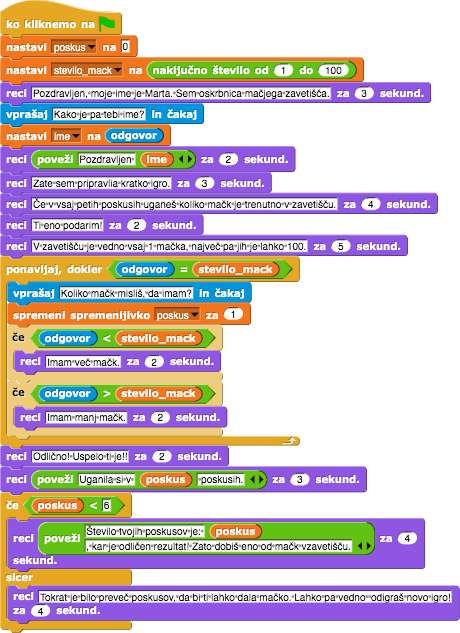 ko kliknemo na
nastavi poskus na 0
nastavi stevilo_mack na naključno število od 1 do 100
reci Pozdravljen, moje ime je Marta. Sem oskrbnica mačjega zavetišča. za 3 sekund.
vprašaj Kako je pa tebi ime? in čakaj
nastavi ime na odgovor
reci poveži Pozdravljen ime za 2 sekund.
reci Zate sem pripravila kratko igro. za 3 sekund.
reci Če v vsaj petih poskusih uganeš koliko mačk je trenutno v zavetišču. za 4 sekund.
reci Ti eno podarim! za 2 sekund.
reci V zavetišču je vedno vsaj 1 mačka, največ pa jih je lahko 100. za 5 sekund.
ponavljaj, dokler odgovor = stevilo_mack
vprašaj Koliko mačk misliš, da imam? in čakaj
spremeni spremenljivko poskus za 1
če odgovor < stevilo_mack
reci Imam več mačk. za 2 sekund.
če odgovor > stevilo_mack
reci Imam manj mačk. za 2 sekund.
reci Odlično! Uspelo ti je!! za 2 sekund.
reci poveži Uganila si v poskus poskusih. za 3 sekund.
če poskus < 6
reci poveži Število tvojih poskusov je: poskus
, kar je odličen rezultat! Zato dobiš eno od mačk v zavetišču. za 4
sekund.
sicer
reci Tokrat je bilo preveč poskusov, da bi ti lahko dala mačko. Lahko pa vedno odigraš novo igro!
za 4 sekund.